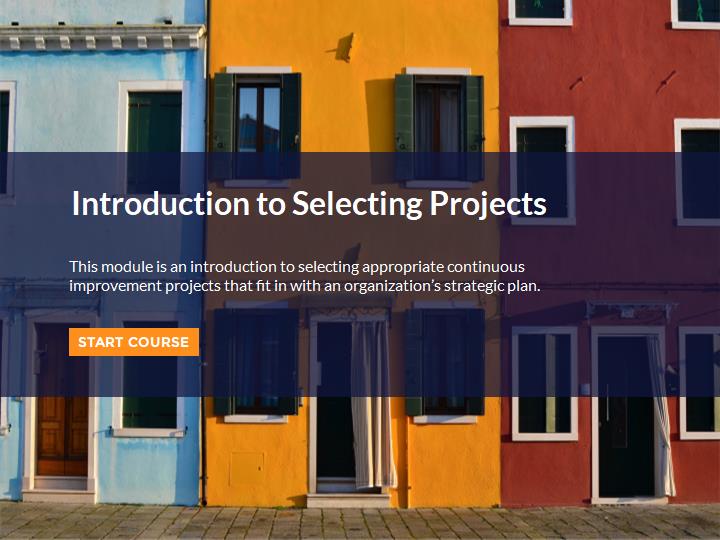 Introduction to Selecting Projects
This module is an introduction to selecting appropriate continuous
improvement projects that fit in with an organization’s strategic plan.
START COURSE